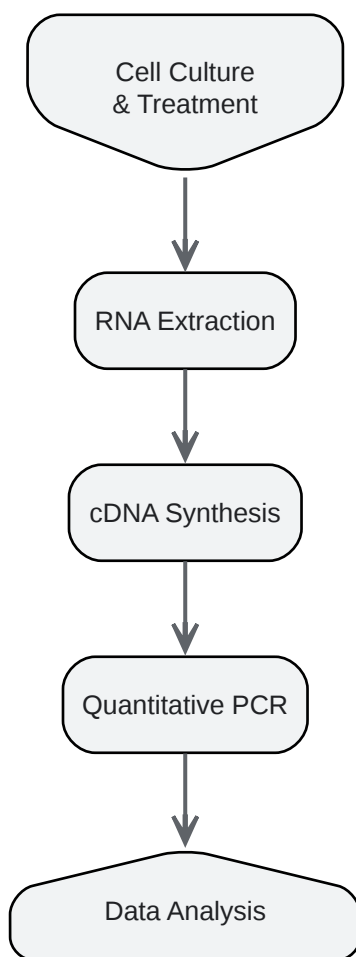 Cell Culture
& Treatment
RNA Extraction
cDNA Synthesis
Quantitative PCR
Data Analysis